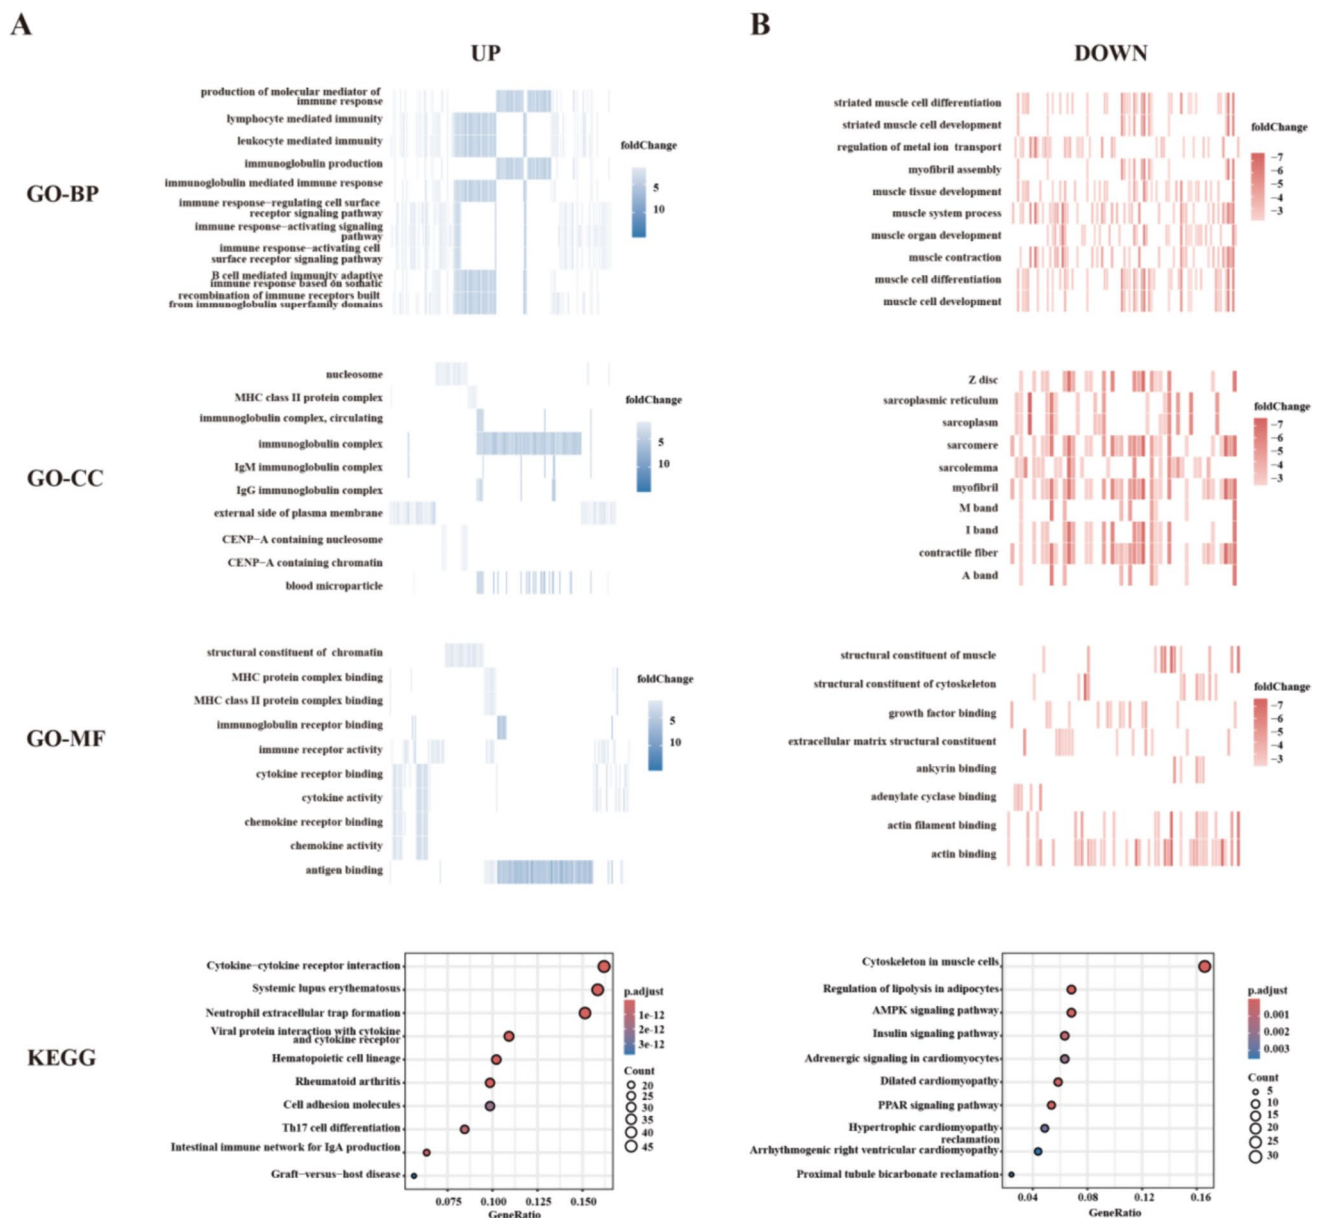 A
B
UP
DOWN
GO-BP
production of molecular mediator of
immune response
lymphocyte mediated immunity
leukocyte mediated immunity
immunoglobulin production
immunoglobulin mediated immune response
immune response−regulating cell surface
receptor signaling pathway
immune response−activating signaling
pathway
immune response−activating cell
surface receptor signaling pathway
B cell mediated immunity adaptive
immune response based on somatic
recombination of immune receptors built
from immunoglobulin superfamily domains
foldChange
5
10
striated muscle cell differentiation
striated muscle cell development
regulation of metal ion transport
myofibril assembly
muscle tissue development
muscle system process
muscle organ development
muscle contraction
muscle cell differentiation
muscle cell development
foldChange
−7
−6
−5
−4
−3
GO-CC
nucleosome
MHC class II protein complex
immunoglobulin complex, circulating
immunoglobulin complex
IgM immunoglobulin complex
IgG immunoglobulin complex
external side of plasma membrane
CENP−A containing nucleosome
CENP−A containing chromatin
blood microparticle
foldChange
5
10
Z disc
sarcoplasmic reticulum
sarcoplasm
sarcomere
sarcolemma
myofibril
M band
I band
contractile fiber
A band
foldChange
−7
−6
−5
−4
−3
GO-MF
structural constituent of chromatin
MHC protein complex binding
MHC class II protein complex binding
immunoglobulin receptor binding
immune receptor activity
cytokine receptor binding
cytokine activity
chemokine receptor binding
chemokine activity
antigen binding
foldChange
5
10
structural constituent of muscle
structural constituent of cytoskeleton
growth factor binding
extracellular matrix structural constituent
ankyrin binding
adenylate cyclase binding
actin filament binding
actin binding
foldChange
−7
−6
−5
−4
−3
KEGG
Cytokine−cytokine receptor interaction
Systemic lupus erythematosus
Neutrophil extracellular trap formation
Viral protein interaction with cytokine
and cytokine receptor
Hematopoietic cell lineage
Rheumatoid arthritis
Cell adhesion molecules
Th17 cell differentiation
Intestinal immune network for IgA production
Graft−versus−host disease
0.075 0.100 0.125 0.150
GeneRatio
p.adjust
1e-12
2e-12
3e-12
Count
20
25
30
35
40
45
Cytoskeleton in muscle cells
Regulation of lipolysis in adipocytes
AMPK signaling pathway
Insulin signaling pathway
Adrenergic signaling in cardiomyocytes
Dilated cardiomyopathy
PPAR signaling pathway
Hypertrophic cardiomyopathy
reclamation
Arrhythmogenic right ventricular cardiomyopathy
Proximal tubule bicarbonate reclamation
0.04 0.08 0.12 0.16
GeneRatio
p.adjust
0.001
0.002
0.003
Count
5
10
15
20
25
30